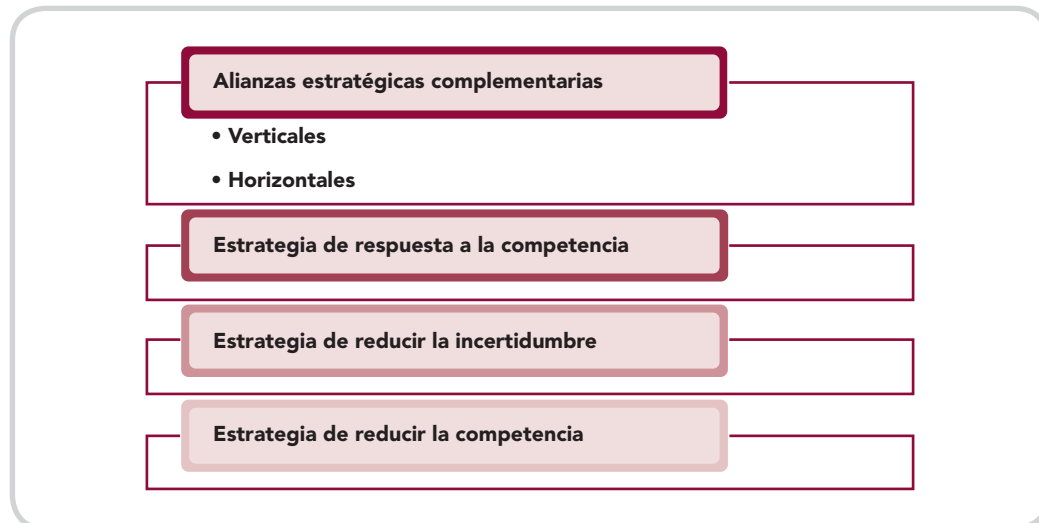 Alianzas estratégicas complementarias
• Verticales
• Horizontales
Estrategia de respuesta a la competencia
Estrategia de reducir la incertidumbre
Estrategia de reducir la competencia